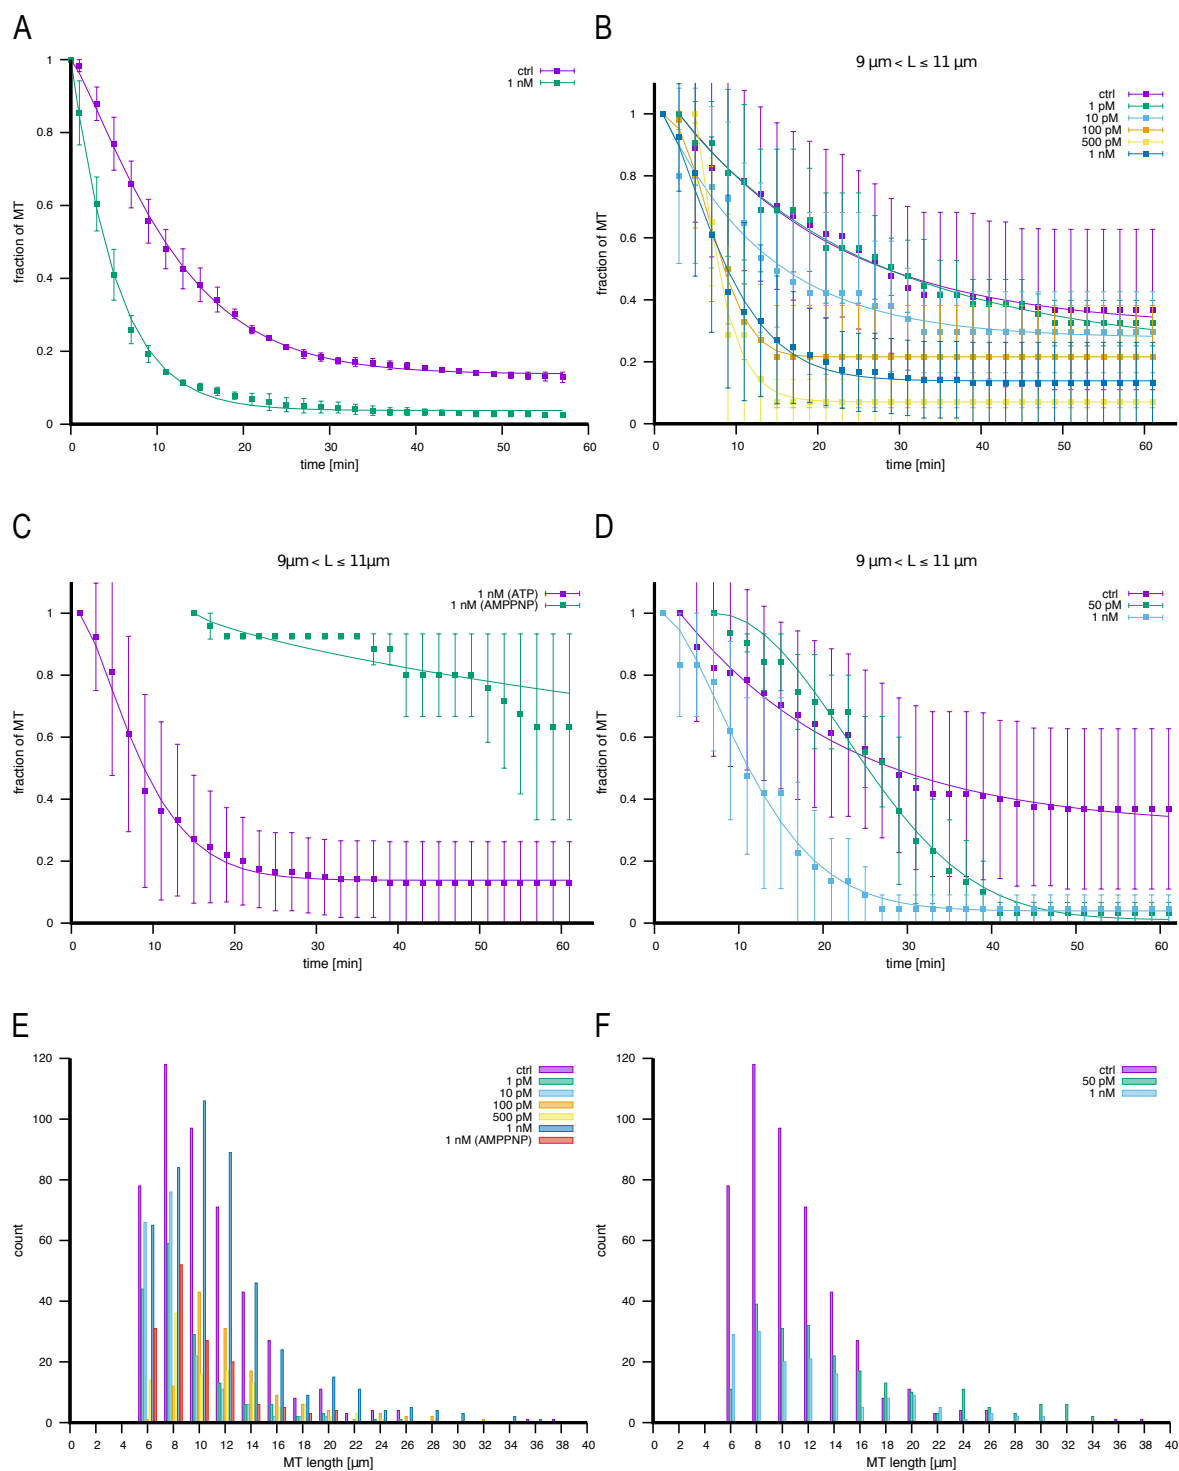 A
B
9 µm < L ≤ 11 µm
ctrl
1 nM
1
0.8
0.6
0.4
0.2
0
fraction of MT
0 10 20 30 40 50 60
time [min]
ctrl
1 pM
10 pM
100 pM
500 pM
1 nM
1
0.8
0.6
0.4
0.2
0
fraction of MT
0 10 20 30 40 50 60
time [min]
C
D
9µm < L ≤ 11µm
1 nM (ATP)
1 nM (AMPPNP)
1
0.8
0.6
0.4
0.2
0
fraction of MT
0 10 20 30 40 50 60
time [min]
9 µm < L ≤ 11 µm
ctrl
50 pM
1 nM
1
0.8
0.6
0.4
0.2
0
fraction of MT
0 10 20 30 40 50 60
time [min]
E
F
ctrl
1 pM
10 pM
100 pM
500 pM
1 nM
1 nM (AMPPNP)
120
100
80
60
40
20
0
count
0 2 4 6 8 10 12 14 16 18 20 22 24 26 28 30 32 34 36 38 40
MT length [µm]
ctrl
50 pM
1 nM
120
100
80
60
40
20
0
count
0 2 4 6 8 10 12 14 16 18 20 22 24 26 28 30 32 34 36 38 40
MT length [µm]